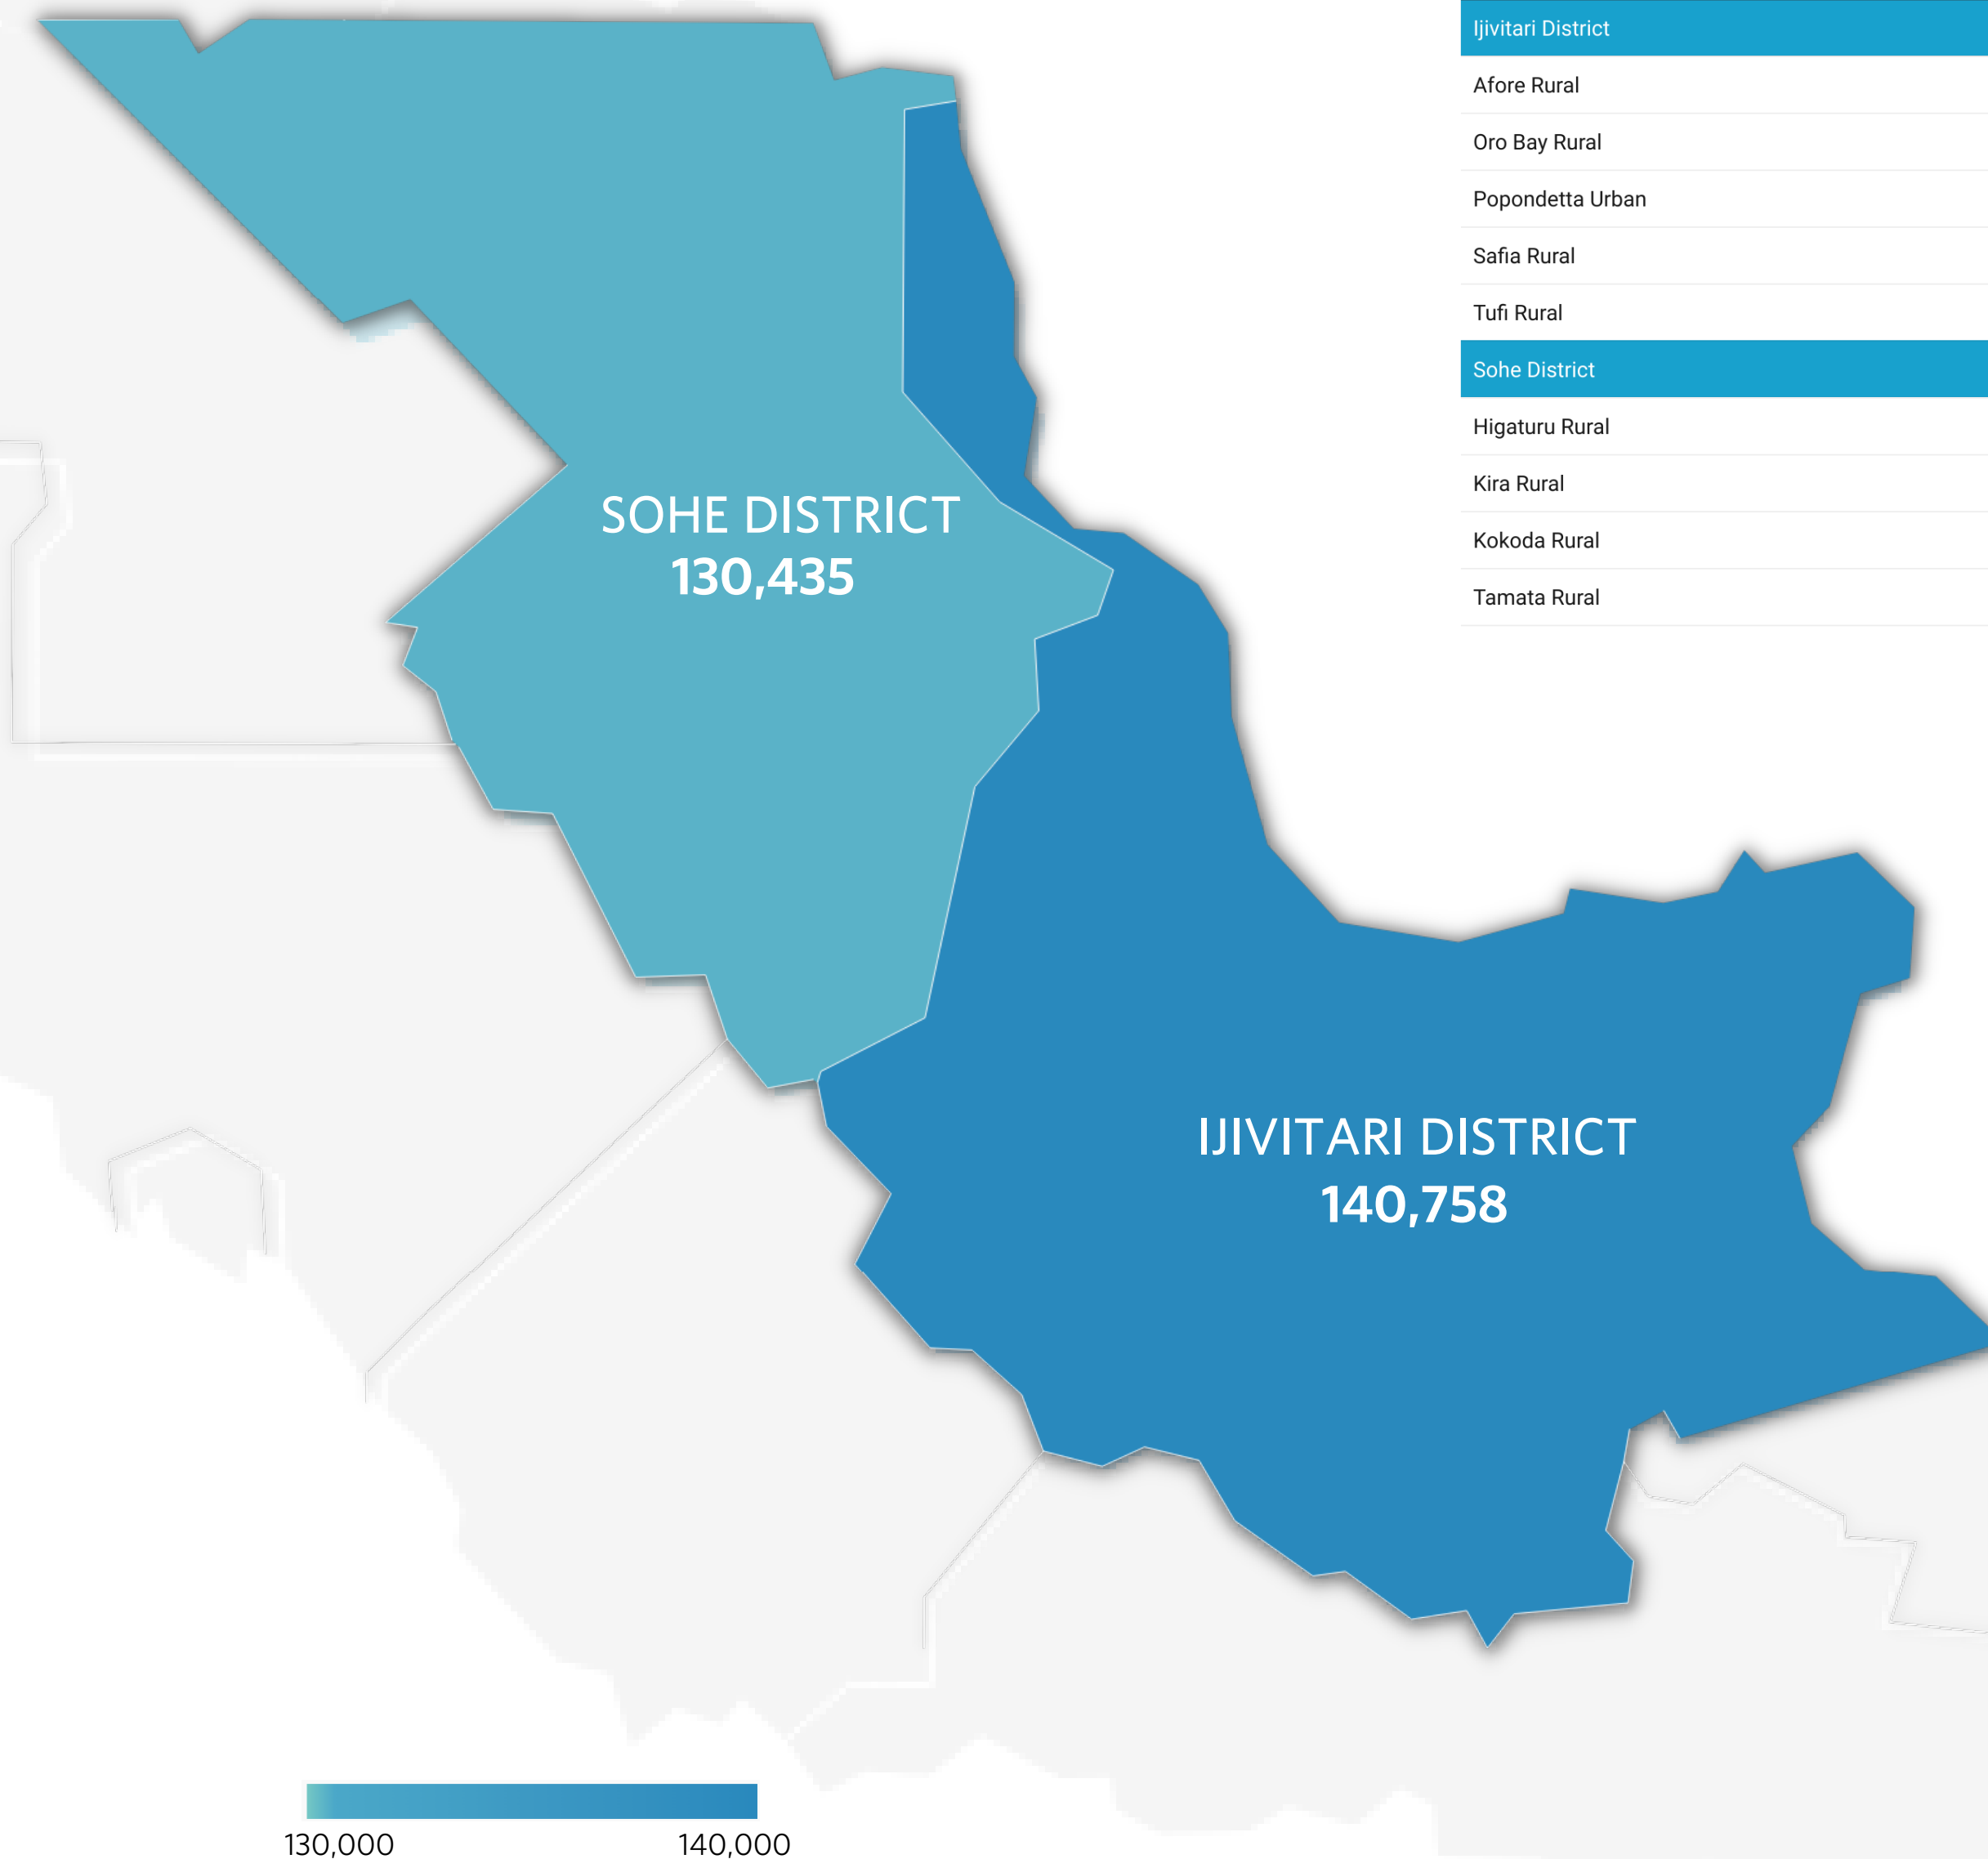 Ijivitari District
Afore Rural
Oro Bay Rural
Popondetta Urban
Safia Rural
Tufi Rural
Sohe District
Higaturu Rural
Kira Rural
Kokoda Rural
Tamata Rural
SOHE DISTRICT
130,435
IJIVITARI DISTRICT
140,758
130,000
140,000